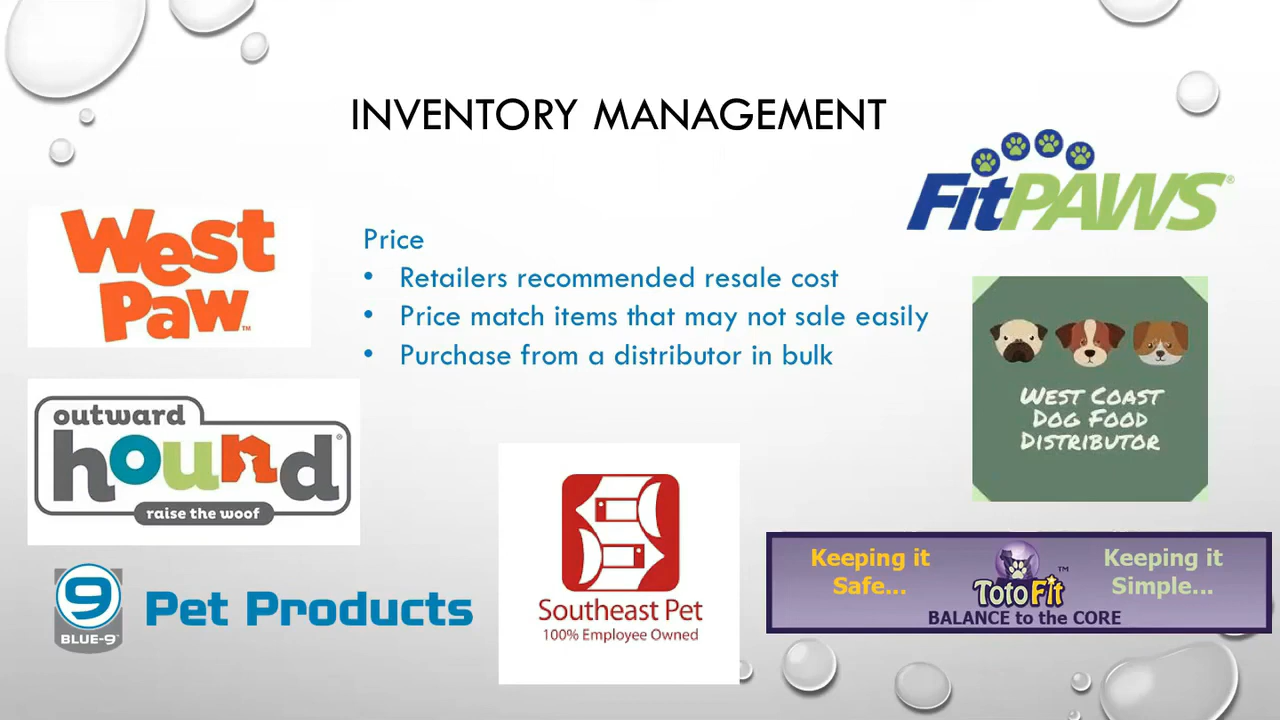 INVENTORY MANAGEMENT
FitPAWS®
West
Paw™
Price
• Retailers recommended resale cost
• Price match items that may not sale easily
• Purchase from a distributor in bulk
West Coast
Dog Food
Distributor
outward
hound®
raise the woof
Southeast Pet
100% Employee Owned
Keeping it
Safe...
TotoFit™
Keeping it
Simple...
BALANCE to the CORE
9
BLUE-9®
Pet Products